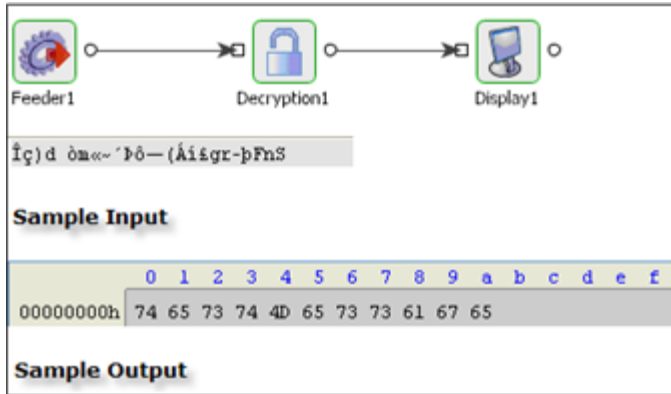 Feeder1 Decryption1 Display1
Îç)d òm«~´Þô—(Áí£gr-þFnS
Sample Input
0 1 2 3 4 5 6 7 8 9 a b c d e f
00000000h 74 65 73 74 4D 65 73 73 61 67 65
Sample Output